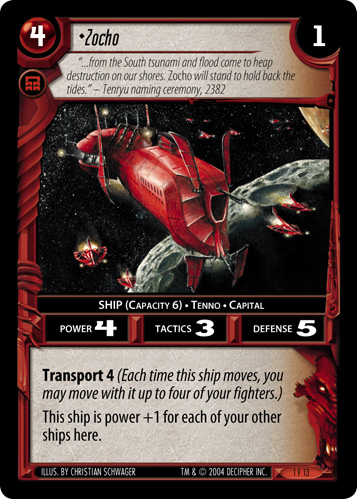 4 •Zocho 1
"...from the South tsunami and flood come to heap
destruction on our shores. Zocho will stand to hold back the
tides." – Tenryu naming ceremony, 2382
SHIP (CAPACITY 6) • TENNO • CAPITAL
POWER 4 TACTICS 3 DEFENSE 5
Transport 4 (Each time this ship moves, you
may move with it up to four of your fighters.)
This ship is power +1 for each of your other
ships here.
ILLUS. BY CHRISTIAN SCHWAGER TM & © 2004 DECIPHER INC. 1 F 13